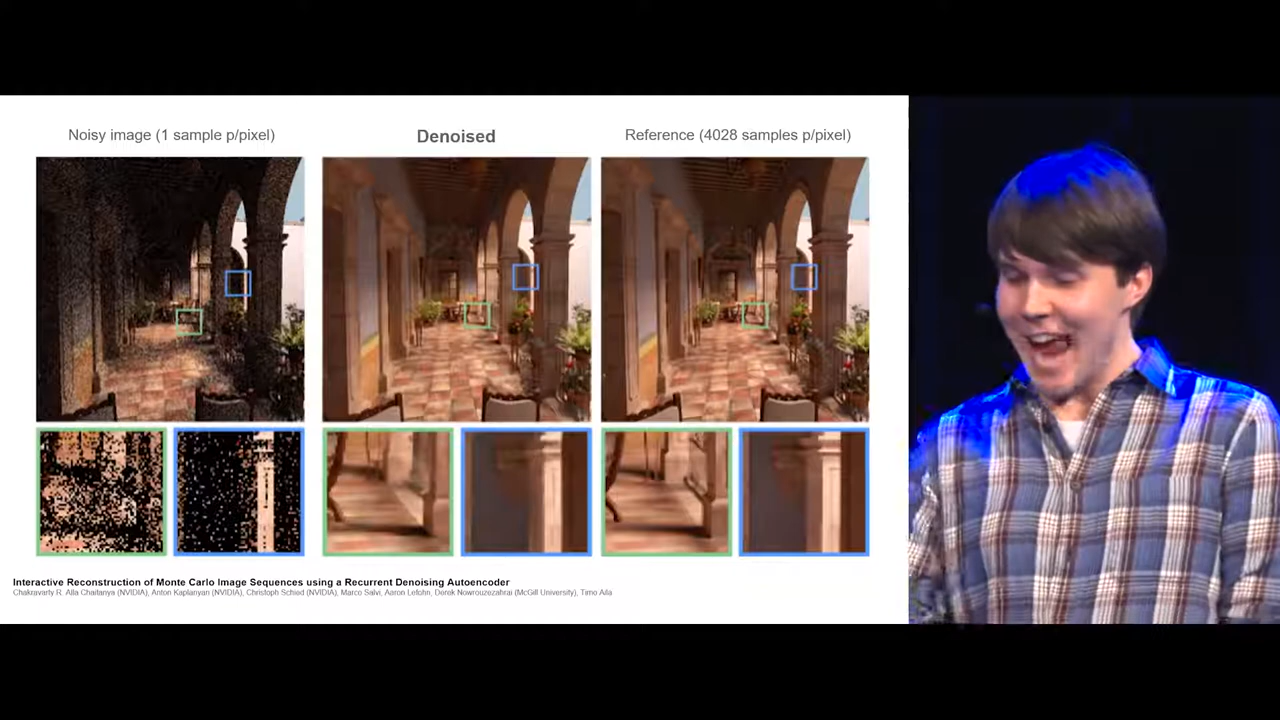 Noisy image (1 sample p/pixel)
Denoised
Reference (4028 samples p/pixel)
Interactive Reconstruction of Monte Carlo Image Sequences using a Recurrent Denoising Autoencoder
Chakravarty R. Alla Chaitanya (NVIDIA), Anton Kaplanyan (NVIDIA), Christoph Schied (NVIDIA), Marco Salvi, Aaron Lefohn, Derek Nowrouzezahrai (McGill University), Timo Aila